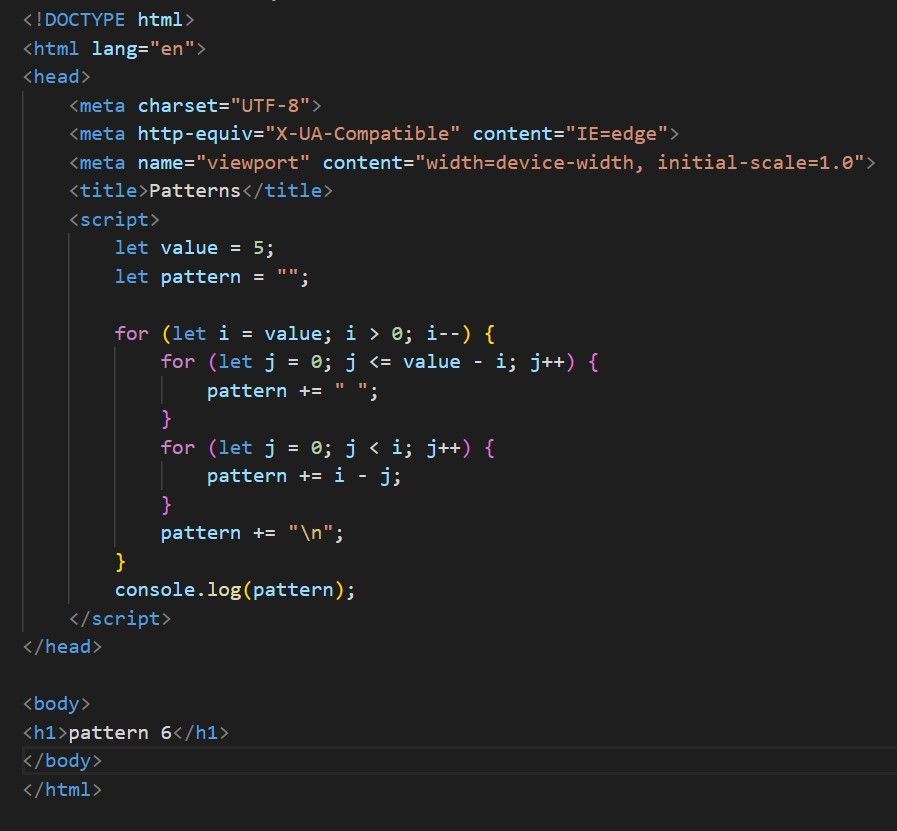 <!DOCTYPE html>
<html lang="en">
<head>
    <meta charset="UTF-8">
    <meta http-equiv="X-UA-Compatible" content="IE=edge">
    <meta name="viewport" content="width=device-width, initial-scale=1.0">
    <title>Patterns</title>
    <script>
        let value = 5;
        let pattern = "";

        for (let i = value; i > 0; i--) {
            for (let j = 0; j <= value - i; j++) {
                pattern += " ";
            }
            for (let j = 0; j < i; j++) {
                pattern += i - j;
            }
            pattern += "\n";
        }
        console.log(pattern);
    </script>
</head>

<body>
<h1>pattern 6</h1>
</body>
</html>